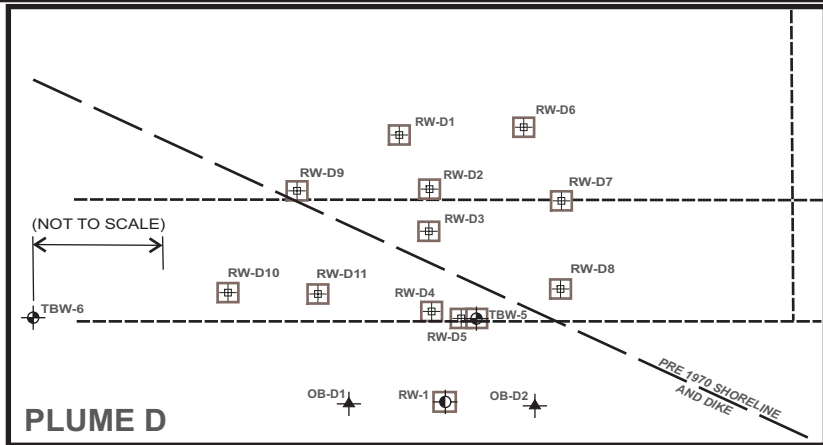 RW-D1
RW-D6
RW-D9
RW-D2
RW-D7
(NOT TO SCALE)
RW-D3
RW-D10
RW-D11
RW-D8
RW-D4
TBW-6
TBW-5
RW-D5
PRE 1970 SHORELINE
AND DIKE
OB-D1
RW-1
OB-D2
PLUME D